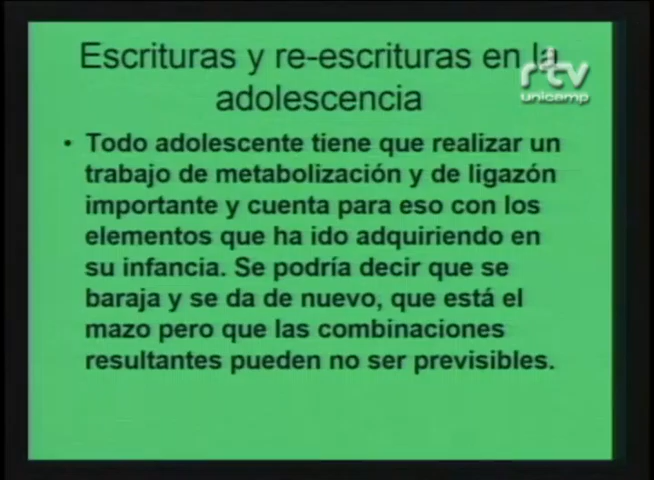 Escrituras y re-escrituras en la
adolescencia
rtv
unicamp
• Todo adolescente tiene que realizar un
trabajo de metabolización y de ligazón
importante y cuenta para eso con los
elementos que ha ido adquiriendo en
su infancia. Se podría decir que se
baraja y se da de nuevo, que está el
mazo pero que las combinaciones
resultantes pueden no ser previsibles.